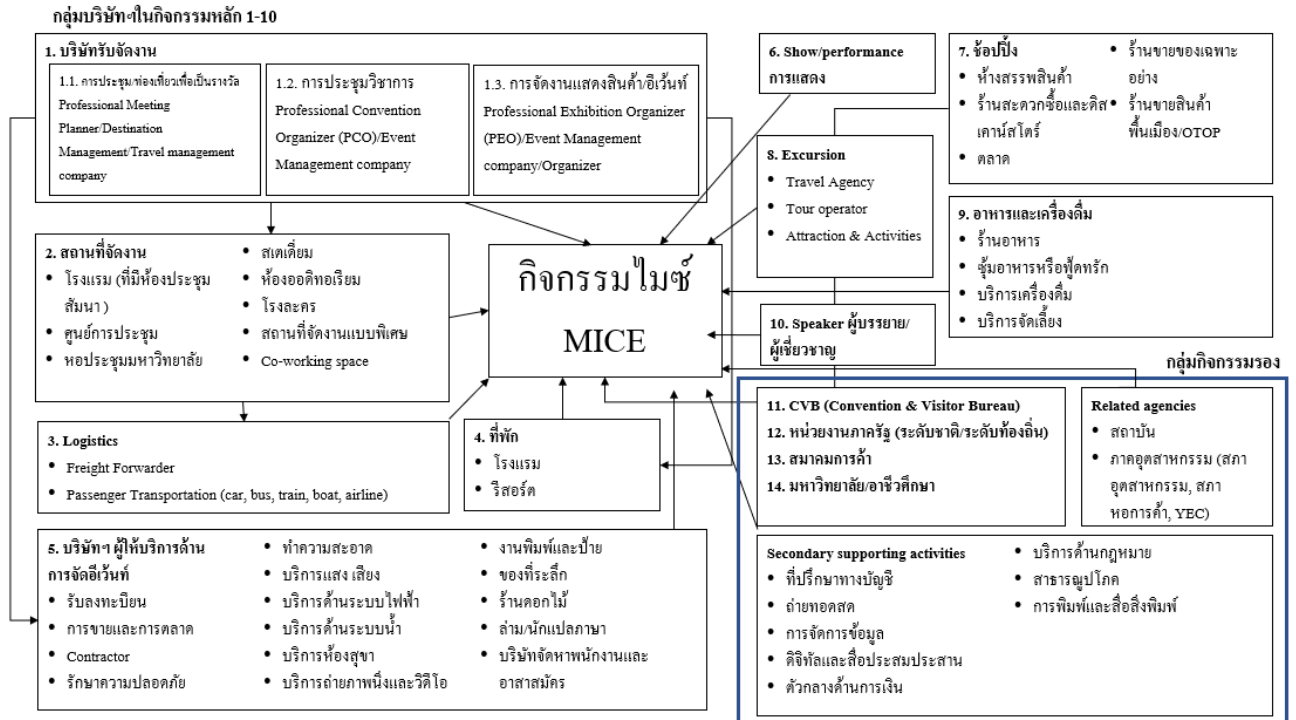 กลุ่มบริษัทฯในกิจกรรมหลัก 1-10
1. บริษัทรับจัดงาน
1.1. การประชุม/ท่องเที่ยวเพื่อเป็นรางวัล
Professional Meeting
Planner/Destination
Management/Travel management
company
1.2. การประชุมวิชาการ
Professional Convention
Organizer (PCO)/Event
Management company
1.3. การจัดงานแสดงสินค้า/อีเว้นท์
Professional Exhibition Organizer
(PEO)/Event Management
company/Organizer
2. สถานที่จัดงาน
• โรงแรม (ที่มีห้องประชุม
สัมนา )
• ศูนย์การประชุม
• หอประชุมมหาวิทยาลัย
• สเตเดี่ยม
• ห้องออดิทอเรียม
• โรงละคร
• สถานที่จัดงานแบบพิเศษ
• Co-working space
3. Logistics
• Freight Forwarder
• Passenger Transportation (car, bus, train, boat, airline)
4. ที่พัก
• โรงแรม
• รีสอร์ต
5. บริษัทฯ ผู้ให้บริการด้าน
การจัดอีเว้นท์
• รับลงทะบียน
• การขายและการตลาด
• Contractor
• รักษาความปลอดภัย
• ทำความสะอาด
• บริการแสง เสียง
• บริการด้านระบบไฟฟ้า
• บริการด้านระบบน้ำ
• บริการห้องสุขา
• บริการถ่ายภาพนิ่งและวิดีโอ
• งานพิมพ์และป้าย
• ของที่ระลึก
• ร้านดอกไม้
• ล่าม/นักแปลภาษา
• บริษัทจัดหาพนักงานและ
อาสาสมัคร
กิจกรรมไมซ์
MICE
6. Show/performance
การแสดง
7. ช้อปปิ้ง
• ห้างสรรพสินค้า
• ร้านสะดวกซื้อและดิส
เคาน์สโตร์
• ตลาด
• ร้านขายของเฉพาะ
อย่าง
• ร้านขายสินค้า
พื้นเมือง/OTOP
8. Excursion
• Travel Agency
• Tour operator
• Attraction & Activities
9. อาหารและเครื่องดื่ม
• ร้านอาหาร
• ซุ้มอาหารหรือฟู้ดทรัก
• บริการเครื่องดื่ม
• บริการจัดเลี้ยง
10. Speaker ผู้บรรยาย/
ผู้เชี่ยวชาญ
กลุ่มกิจกรรมรอง
11. CVB (Convention & Visitor Bureau)
12. หน่วยงานภาครัฐ (ระดับชาติ/ระดับท้องถิ่น)
13. สมาคมการค้า
14. มหาวิทยาลัย/อาชีวศึกษา
Related agencies
• สถาบัน
• ภาคอุตสาหกรรม (สภา
อุตสาหกรรม, สภา
หอการค้า, YEC)
Secondary supporting activities
• ที่ปรึกษาทางบัญชี
• ถ่ายทอดสด
• การจัดการข้อมูล
• ดิจิทัลและสื่อประสมประสาน
• ตัวกลางด้านการเงิน
• บริการด้านกฎหมาย
• สาธารณูปโภค
• การพิมพ์และสื่อสิ่งพิมพ์